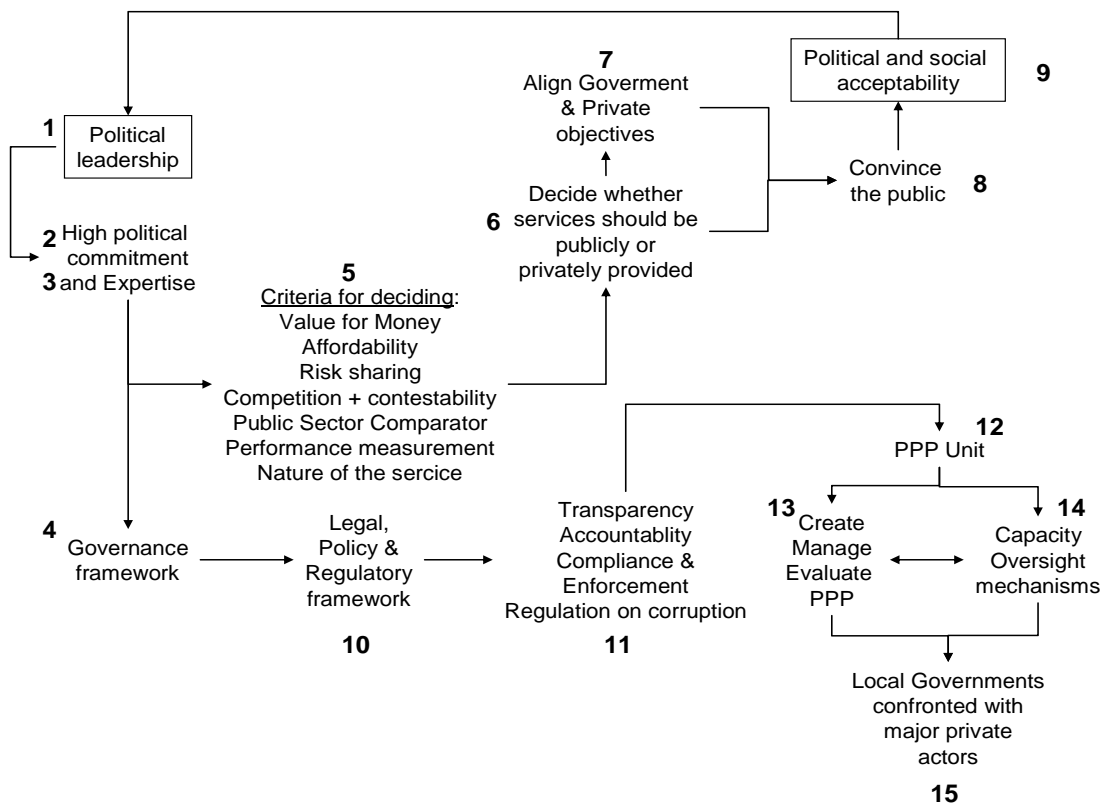 1
Political
leadership
2
High political
commitment
3
and Expertise
4
Governance
framework
5
Criteria for deciding:
Value for Money
Affordability
Risk sharing
Competition + contestability
Public Sector Comparator
Performance measurement
Nature of the sercice
6
Decide whether
services should be
publicly or
privately provided
7
Align Goverment
& Private
objectives
8
Convince
the public
9
Political and social
acceptability
Legal,
Policy &
Regulatory
framework
10
Transparency
Accountablity
Compliance &
Enforcement
Regulation on corruption
11
12
PPP Unit
13
Create
Manage
Evaluate
PPP
14
Capacity
Oversight
mechanisms
Local Governments
confronted with
major private
actors
15